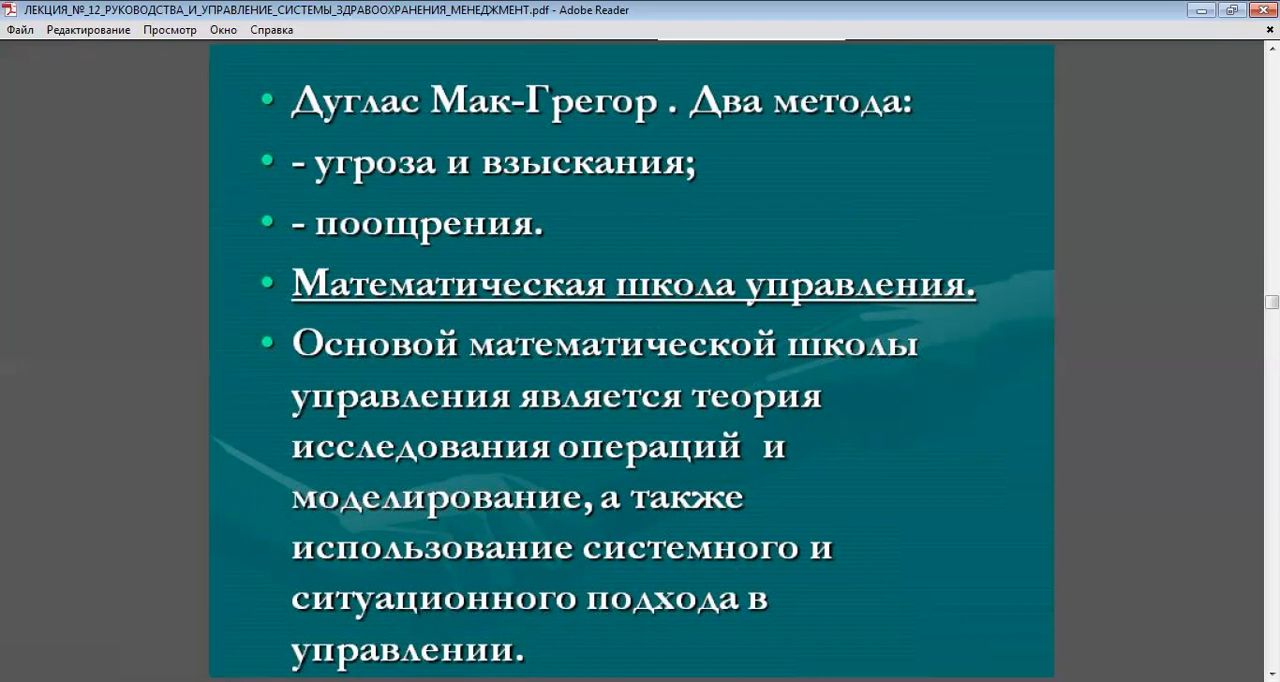 ЛЕКЦИЯ_№_12_РУКОВОДСТВА_И_УПРАВЛЕНИЕ_СИСТЕМЫ_ЗДРАВООХРАНЕНИЯ_МЕНЕДЖМЕНТ.pdf - Adobe Reader
Файл Редактирование Просмотр Окно Справка
• Дуглас Мак-Грегор . Два метода:
• - угроза и взыскания;
• - поощрения.
• Математическая школа управления.
• Основой математической школы
управления является теория
исследования операций и
моделирование, а также
использование системного и
ситуационного подхода в
управлении.